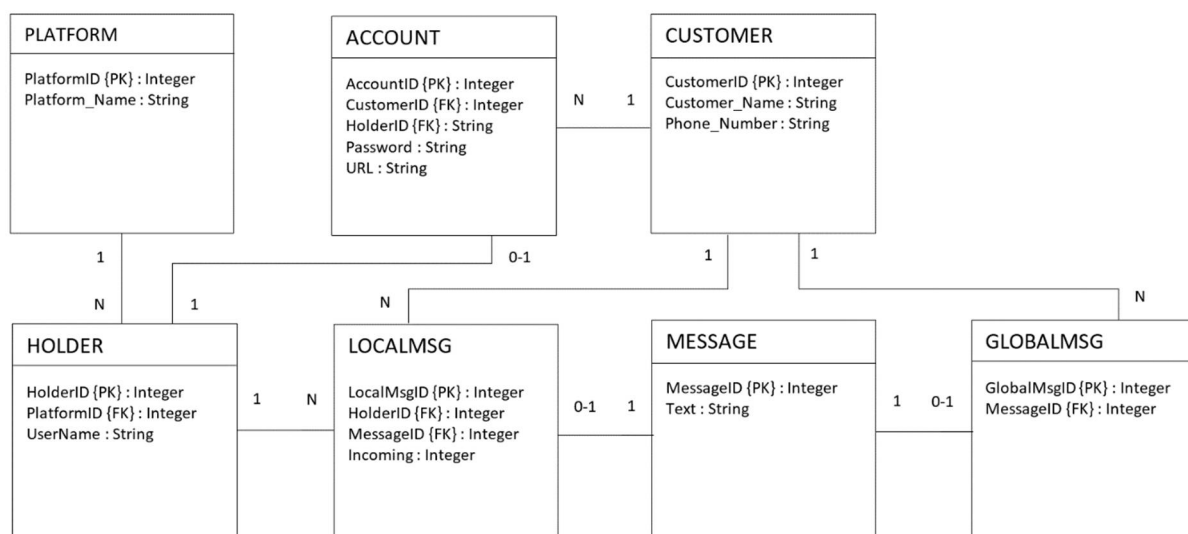 PLATFORM
PlatformID {PK} : Integer
Platform_Name : String
ACCOUNT
AccountID {PK} : Integer
CustomerID {FK} : Integer
HolderID {FK} : String
Password : String
URL : String
N
1
CUSTOMER
CustomerID {PK} : Integer
Customer_Name : String
Phone_Number : String
1
0-1
1
1
N
1
N
N
HOLDER
HolderID {PK} : Integer
PlatformID {FK} : Integer
UserName : String
1
N
LOCALMSG
LocalMsgID {PK} : Integer
HolderID {FK} : Integer
MessageID {FK} : Integer
Incoming : Integer
0-1
1
MESSAGE
MessageID {PK} : Integer
Text : String
1
0-1
GLOBALMSG
GlobalMsgID {PK} : Integer
MessageID {FK} : Integer